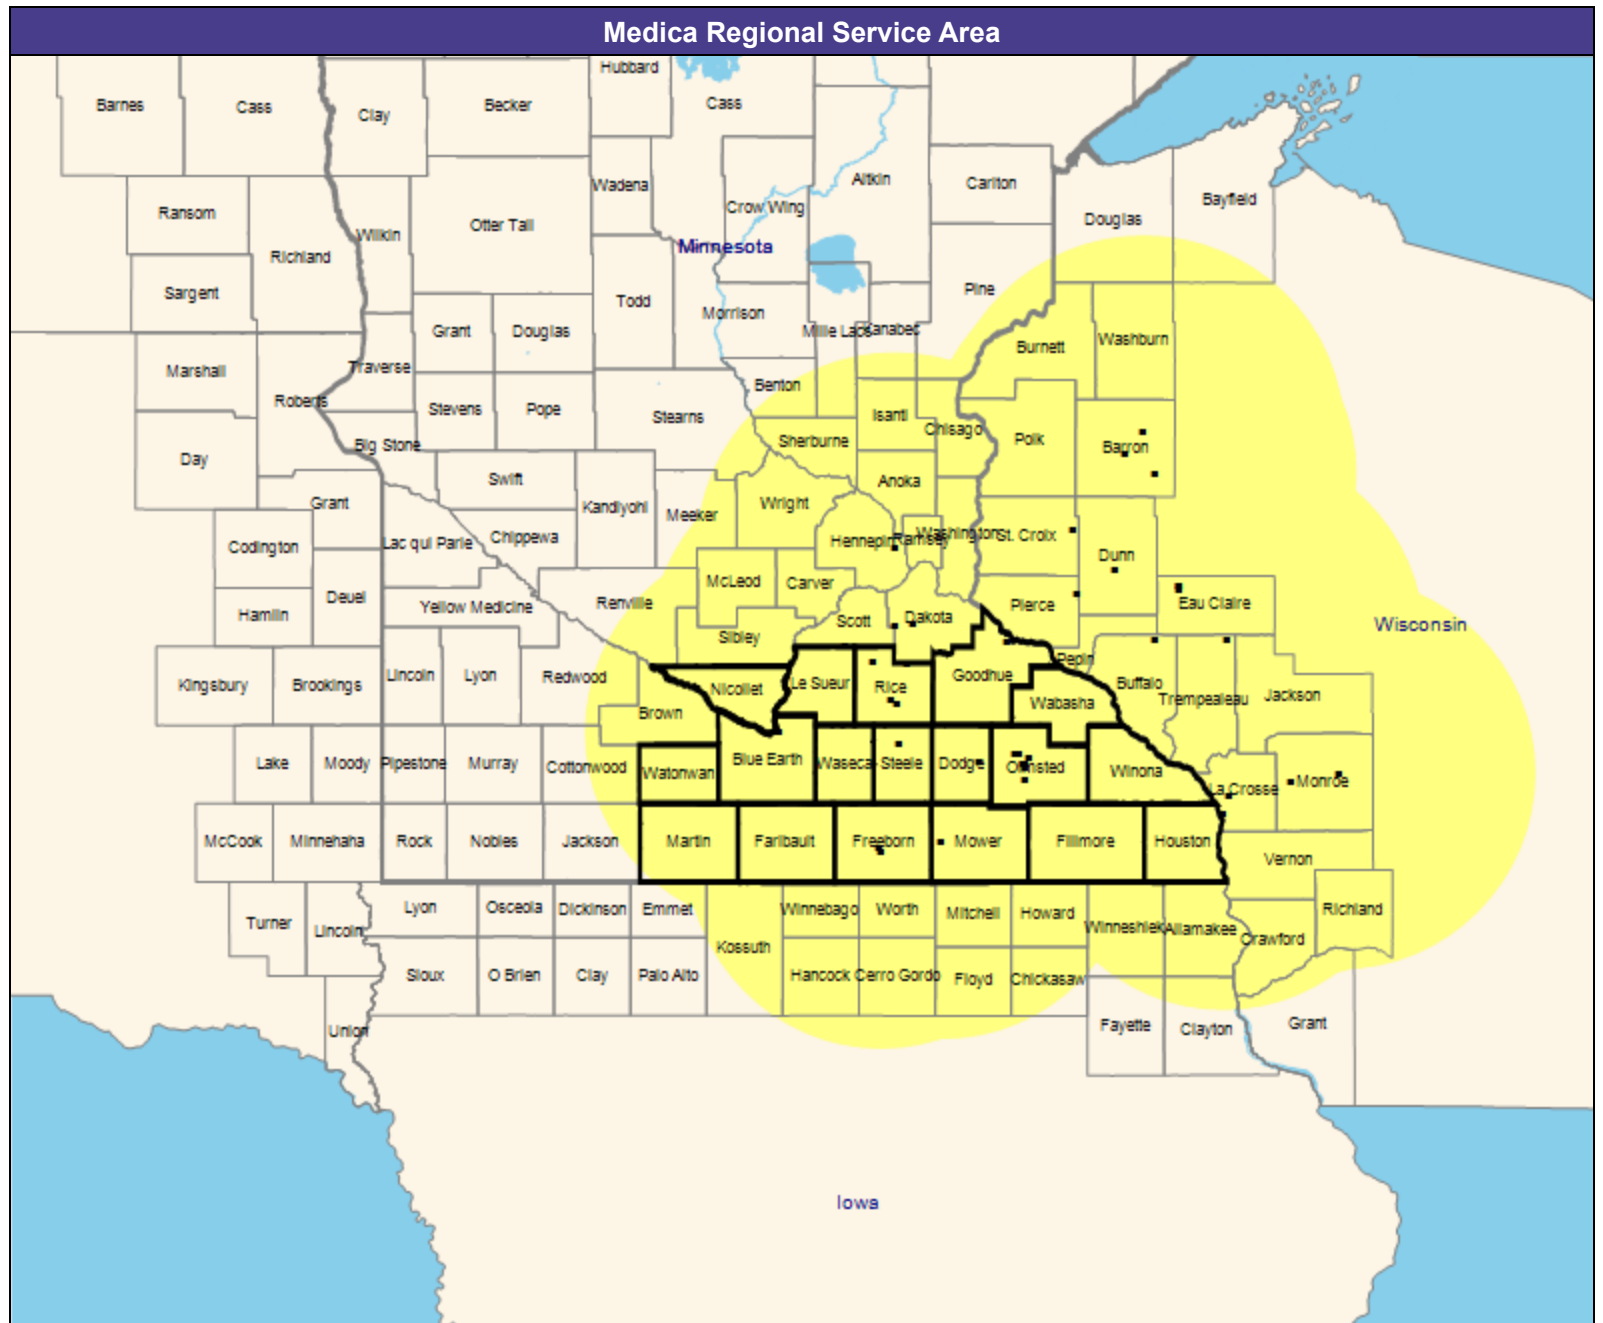 Medica Regional Service Area
Hubbard
Barnes
Cass
Clay
Becker
Cass
Wadena
Crow Wing
Aitkin
Carlton
Douglas
Bayfield
Ransom
Richland
Wilkin
Otter Tail
Minnesota
Sargent
Todd
Morrison
Pine
Grant
Douglas
Mille Lacs
Kanabec
Burnett
Washburn
Marshall
Roberts
Traverse
Stevens
Pope
Stearns
Benton
Isanti
Chisago
Polk
Barron
Sherburne
Day
Big Stone
Swift
Grant
Kandiyohi
Meeker
Wright
Anoka
Codington
Lac qui Parle
Chippewa
Hennepin
Ramsey
Washington
St. Croix
Dunn
Deuel
Hamlin
Yellow Medicine
Renville
McLeod
Carver
Scott
Dakota
Pierce
Eau Claire
Wisconsin
Sibley
Kingsbury
Brookings
Lincoln
Lyon
Redwood
Brown
Nicollet
Le Sueur
Rice
Goodhue
Wabasha
Pepin
Buffalo
Trempealeau
Jackson
Lake
Moody
Pipestone
Murray
Cottonwood
Watonwan
Blue Earth
Waseca
Steele
Dodge
Olmsted
Winona
La Crosse
Monroe
McCook
Minnehaha
Rock
Nobles
Jackson
Martin
Faribault
Freeborn
Mower
Fillmore
Houston
Vernon
Turner
Lincoln
Lyon
Osceola
Dickinson
Emmet
Kossuth
Winnebago
Worth
Mitchell
Howard
Winneshiek
Allamakee
Crawford
Richland
Sioux
O Brien
Clay
Palo Alto
Hancock
Cerro Gordo
Floyd
Chickasaw
Union
Fayette
Clayton
Grant
Iowa